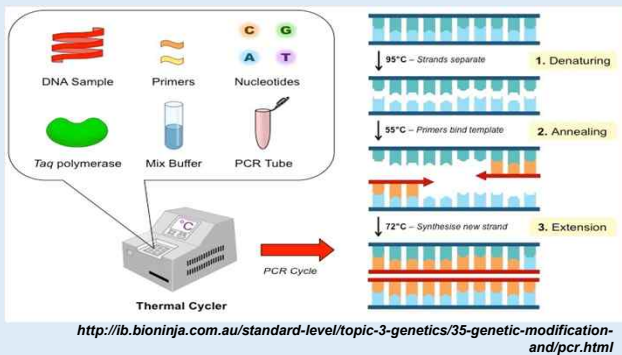 C G
A T
DNA Sample Primers Nucleotides
Taq polymerase Mix Buffer PCR Tube
°C
Thermal Cycler
PCR Cycle
95°C – Strands separate 1. Denaturing
55°C – Primers bind template 2. Annealing
72°C – Synthesise new strand 3. Extension
http://ib.bioninja.com.au/standard-level/topic-3-genetics/35-genetic-modification-
and/pcr.html